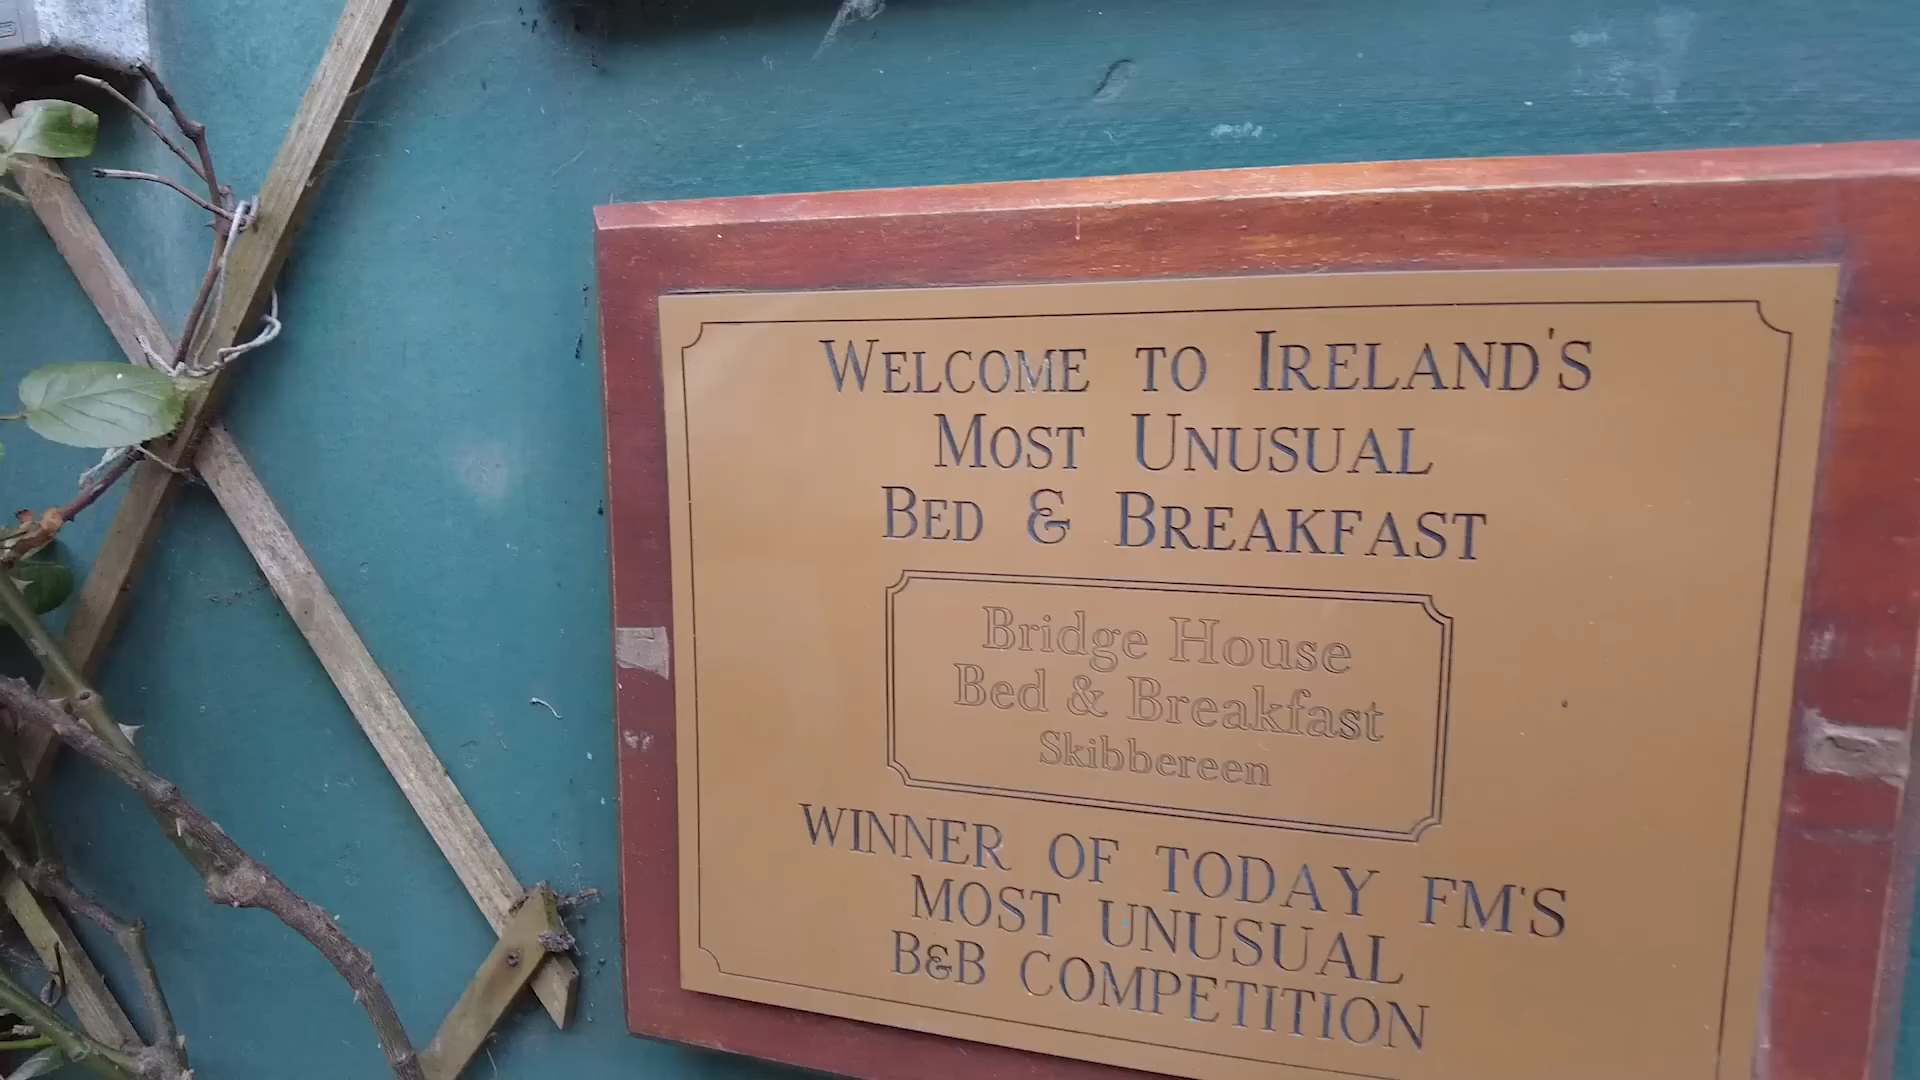 WELCOME TO IRELAND'S
MOST UNUSUAL
BED & BREAKFAST
Bridge House
Bed & Breakfast
Skibbereen
WINNER OF TODAY FM'S
MOST UNUSUAL
B&B COMPETITION